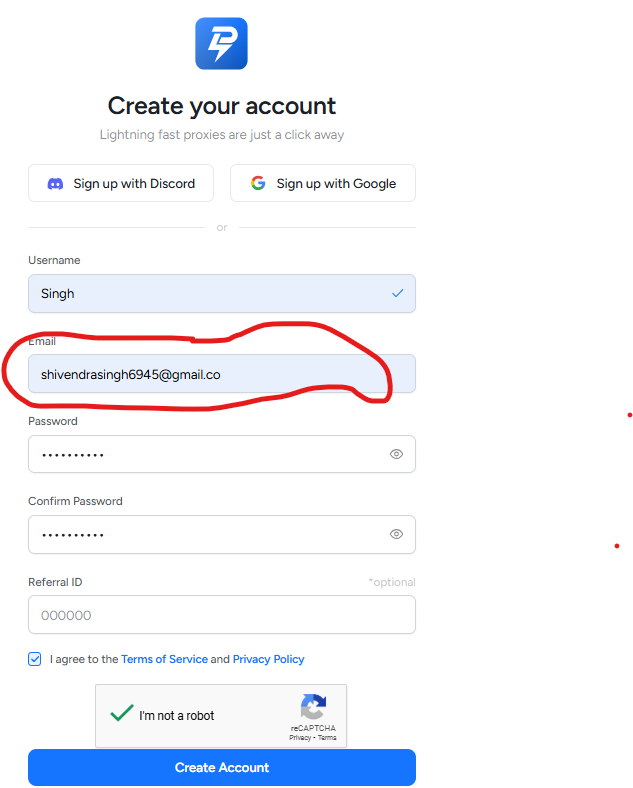 Create your account
Lightning fast proxies are just a click away
Sign up with Discord Sign up with Google
or
Username
Singh
Email
shivendrasingh6945@gmail.co
Password
••••••••••
Confirm Password
••••••••••
Referral ID *optional
000000
I agree to the Terms of Service and Privacy Policy
I'm not a robot
reCAPTCHA
Privacy - Terms
Create Account